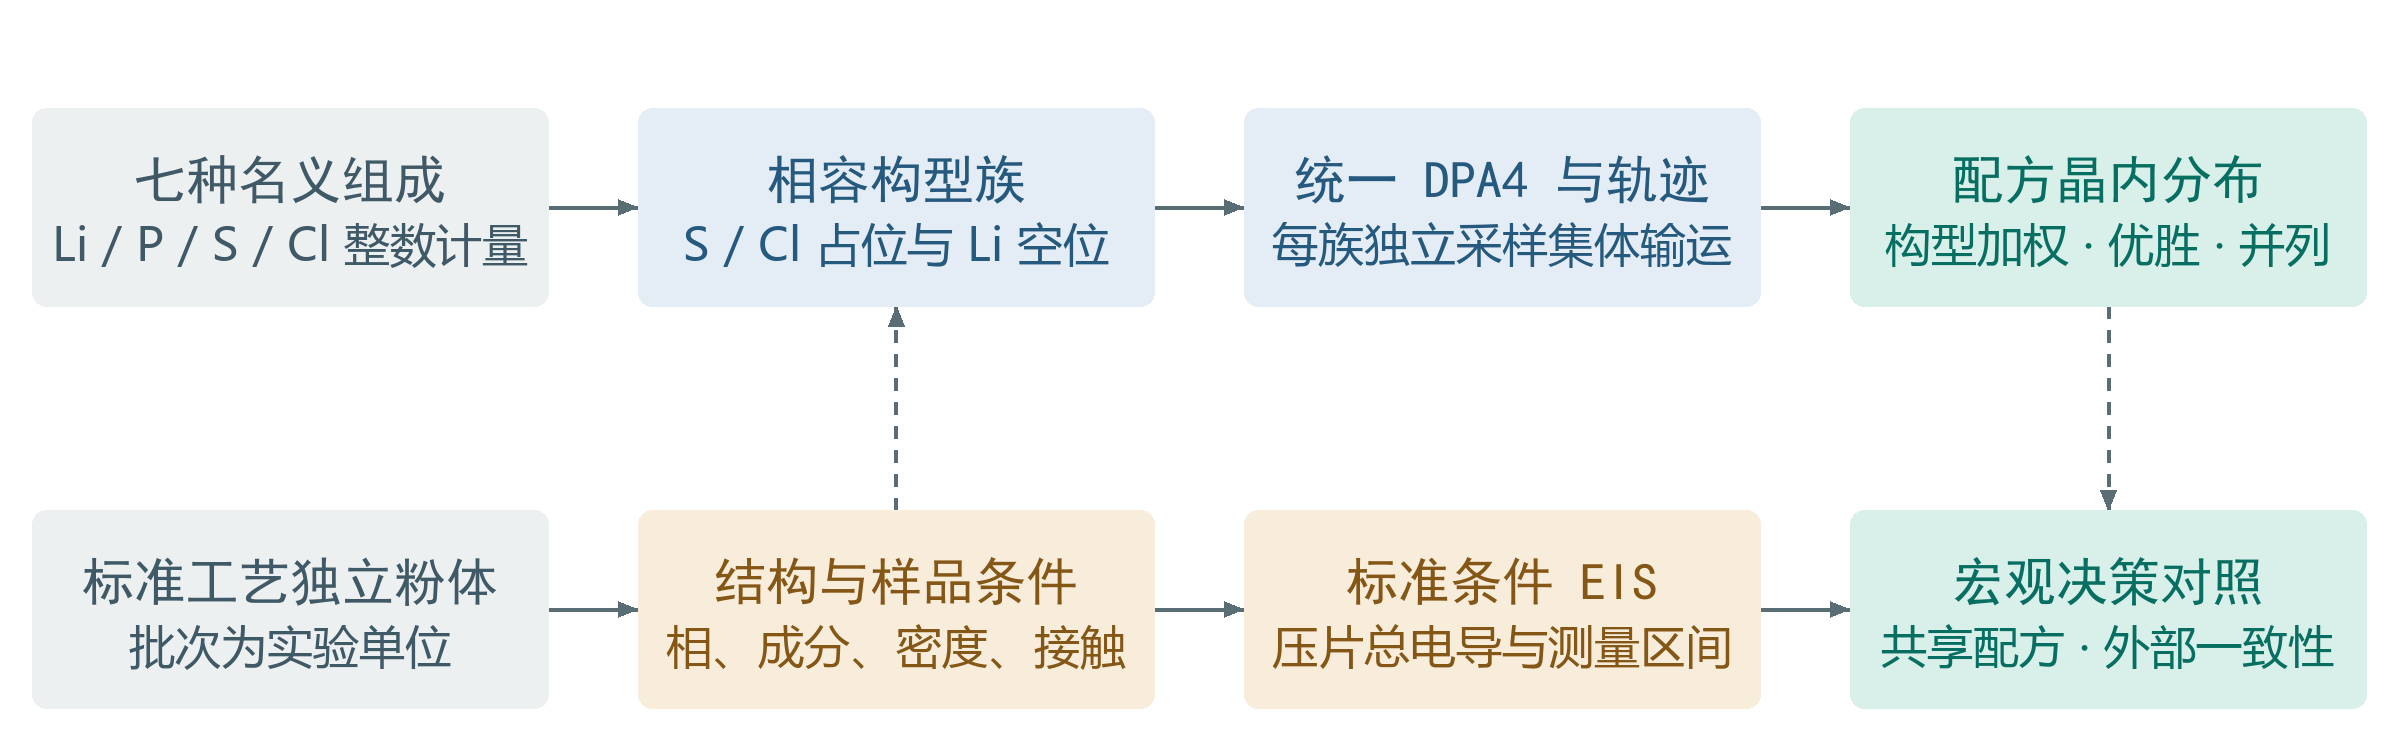 七种名义组成
Li / P / S / Cl 整数计量
相容构型族
S / Cl 占位与 Li 空位
统一 DPA4 与轨迹
每族独立采样集体输运
配方晶内分布
构型加权 · 优胜 · 并列
标准工艺独立粉体
批次为实验单位
结构与样品条件
相、成分、密度、接触
标准条件 EIS
压片总电导与测量区间
宏观决策对照
共享配方 · 外部一致性